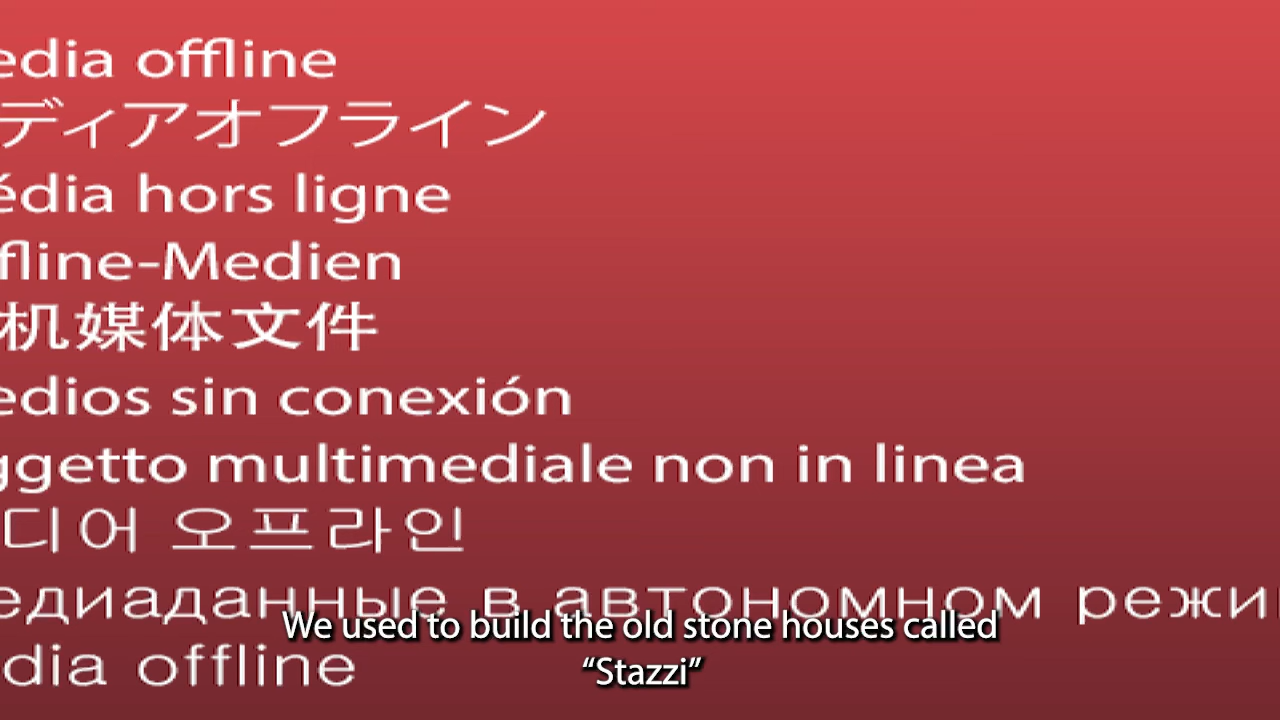 edia offline
ディアオフライン
édia hors ligne
fline-Medien
机媒体文件
edios sin conexión
ggetto multimediale non in linea
디어 오프라인
едиаданные в автономном режи
dia offline
We used to build the old stone houses called
“Stazzi”